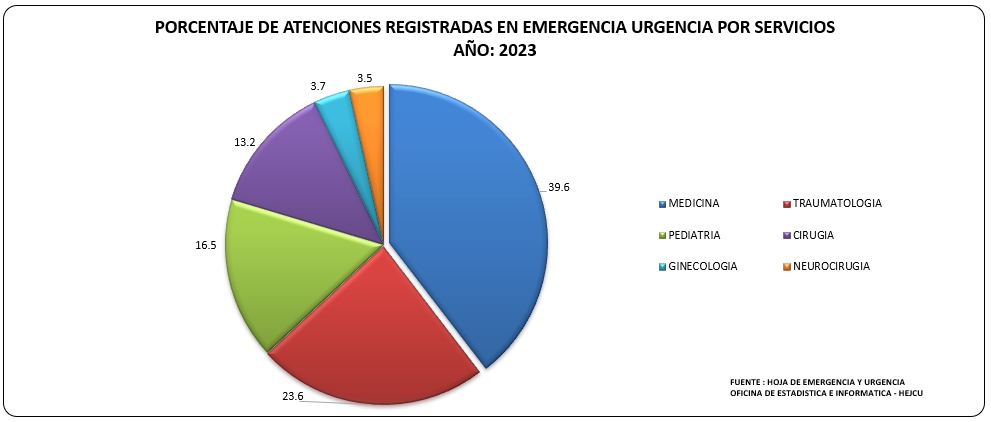 PORCENTAJE DE ATENCIONES REGISTRADAS EN EMERGENCIA URGENCIA POR SERVICIOS
AÑO: 2023
3.5
3.7
13.2
39.6
16.5
23.6
MEDICINA
TRAUMATOLOGIA
PEDIATRIA
CIRUGIA
GINECOLOGIA
NEUROCIRUGIA
FUENTE : HOJA DE EMERGENCIA Y URGENCIA
OFICINA DE ESTADISTICA E INFORMATICA - HEJCU